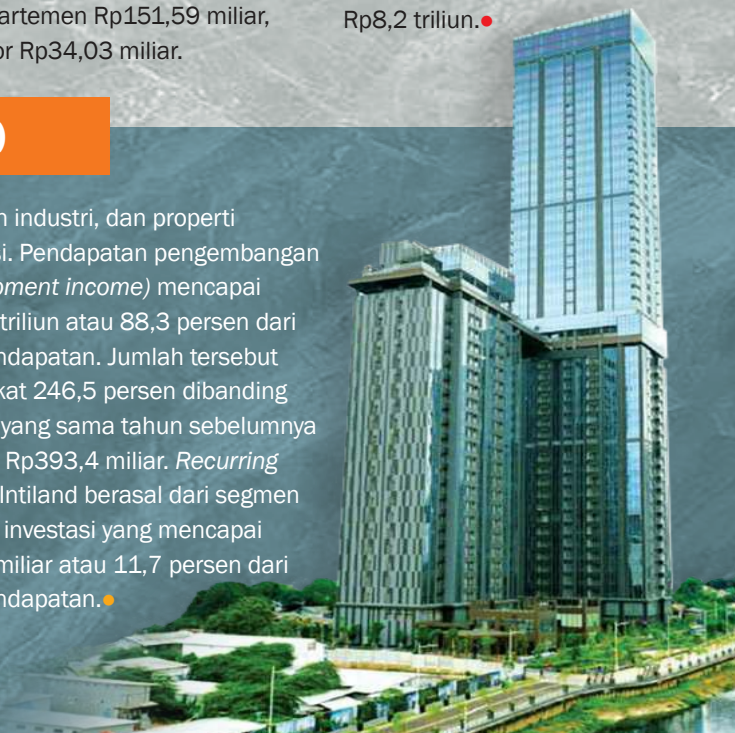 artemen Rp151,59 miliar,
or Rp34,03 miliar.
Rp8,2 triliun.
n industri, dan properti
si. Pendapatan pengembangan
pment income) mencapai
triliun atau 88,3 persen dari
ndapatan. Jumlah tersebut
kat 246,5 persen dibanding
yang sama tahun sebelumnya
Rp393,4 miliar. Recurring
Intiland berasal dari segmen
investasi yang mencapai
miliar atau 11,7 persen dari
ndapatan.